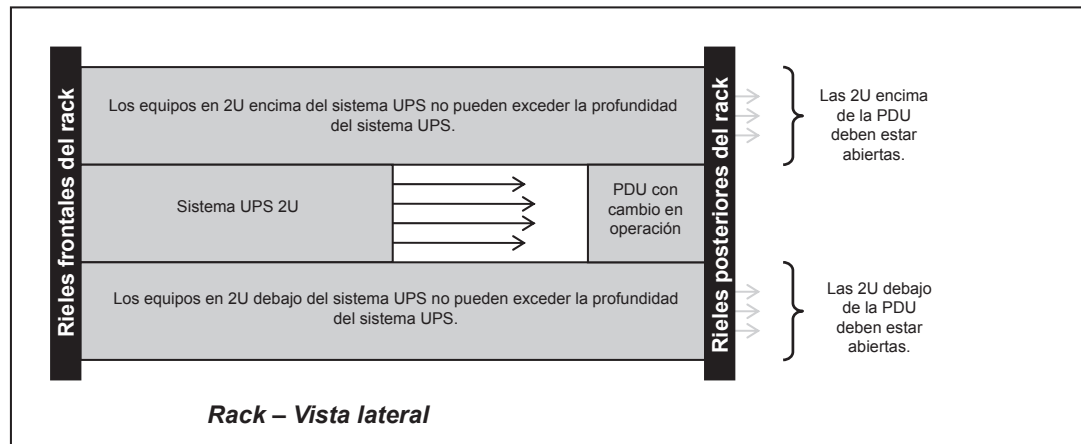 Rieles frontales del rack
Los equipos en 2U encima del sistema UPS no pueden exceder la profundidad
del sistema UPS.
Sistema UPS 2U
PDU con
cambio en
operación
Los equipos en 2U debajo del sistema UPS no pueden exceder la profundidad
del sistema UPS.
Rieles posteriores del rack
Las 2U encima
de la PDU
deben estar
abiertas.
Las 2U debajo
de la PDU
deben estar
abiertas.
Rack – Vista lateral